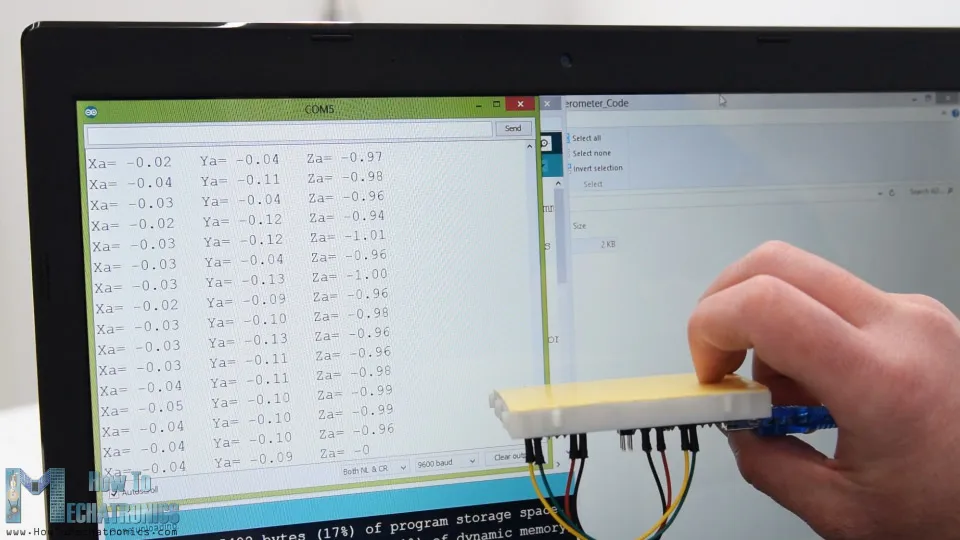 COM5
erometer_Code
Send
Select all
Select none
Invert selection
Select
Size
2 KB
Xa= -0.02 Ya= -0.04 Za= -0.97
Xa= -0.04 Ya= -0.11 Za= -0.98
Xa= -0.03 Ya= -0.04 Za= -0.96
Xa= -0.02 Ya= -0.12 Za= -0.94
Xa= -0.03 Ya= -0.12 Za= -1.01
Xa= -0.03 Ya= -0.04 Za= -0.96
Xa= -0.03 Ya= -0.13 Za= -1.00
Xa= -0.02 Ya= -0.09 Za= -0.96
Xa= -0.03 Ya= -0.10 Za= -0.98
Xa= -0.03 Ya= -0.13 Za= -0.96
Xa= -0.03 Ya= -0.11 Za= -0.96
Xa= -0.04 Ya= -0.11 Za= -0.98
Xa= -0.05 Ya= -0.10 Za= -0.99
Xa= -0.04 Ya= -0.10 Za= -0.99
Xa= -0.04 Ya= -0.10 Za= -0.96
Xa= -0.04 Ya= -0.09 Za= -0
Autoscroll
Both NL & CR
9600 baud
Clear outp
bytes (17%) of program storage space
of dynamic memory
How To
Mechatronics